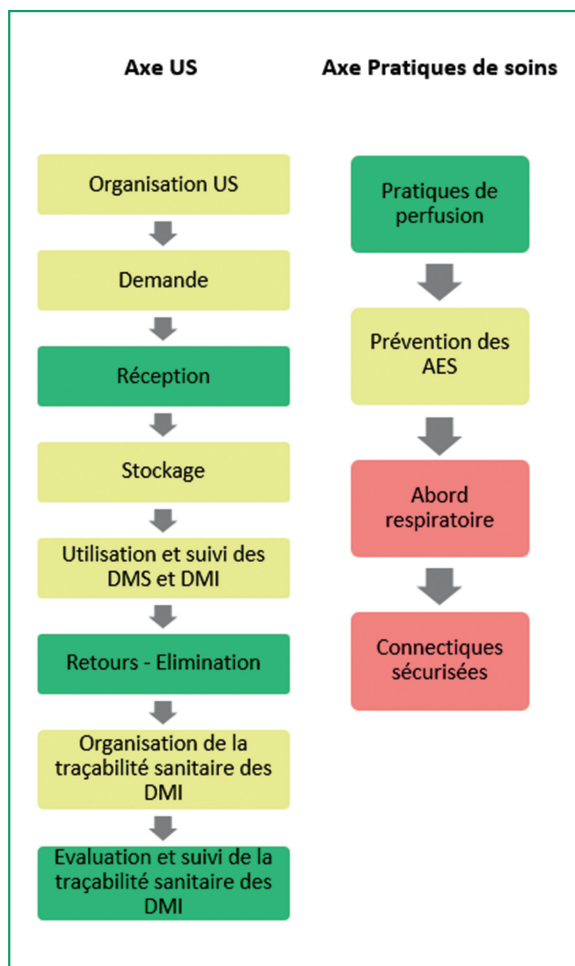 Axe US
Organisation US
Demande
Réception
Stockage
Utilisation et suivi des
DMS et DMI
Retours - Elimination
Organisation de la
traçabilité sanitaire des
DMI
Evaluation et suivi de la
traçabilité sanitaire des
DMI
Axe Pratiques de soins
Pratiques de
perfusion
Prévention des
AES
Abord
respiratoire
Connectiques
sécurisées